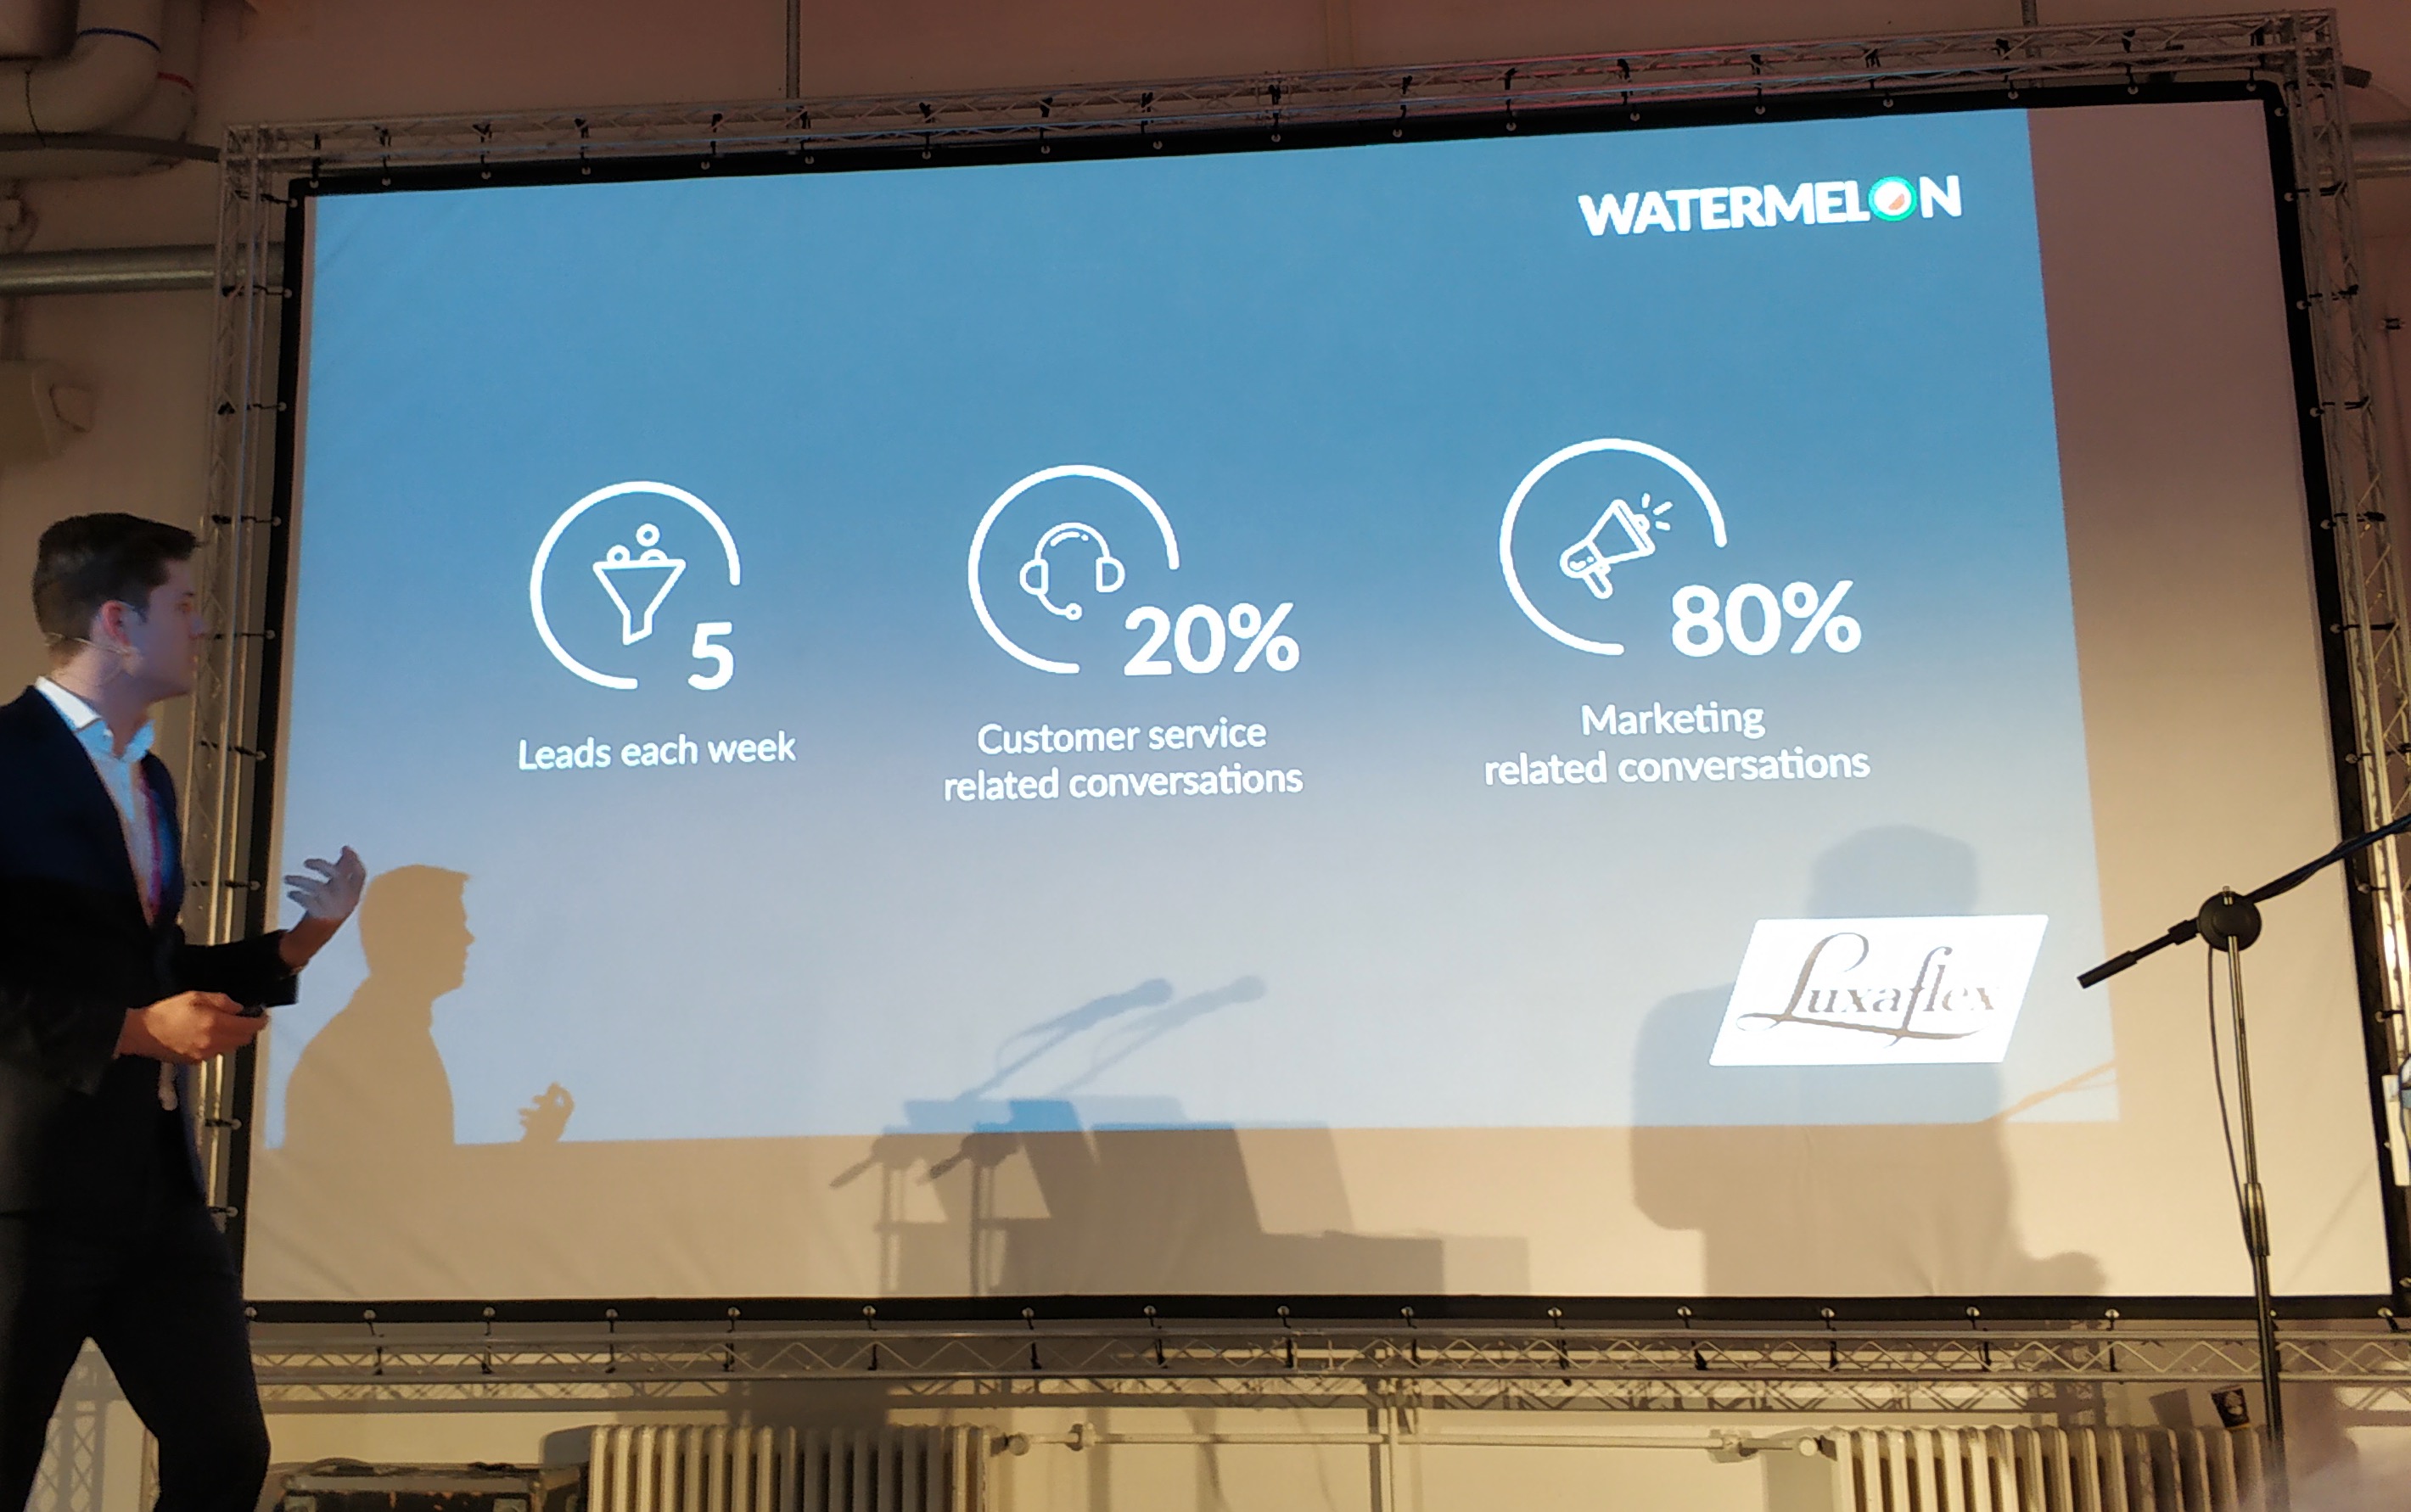 WATERMELON
5
Leads each week
20%
Customer service
related conversations
80%
Marketing
related conversations
Luxaflex